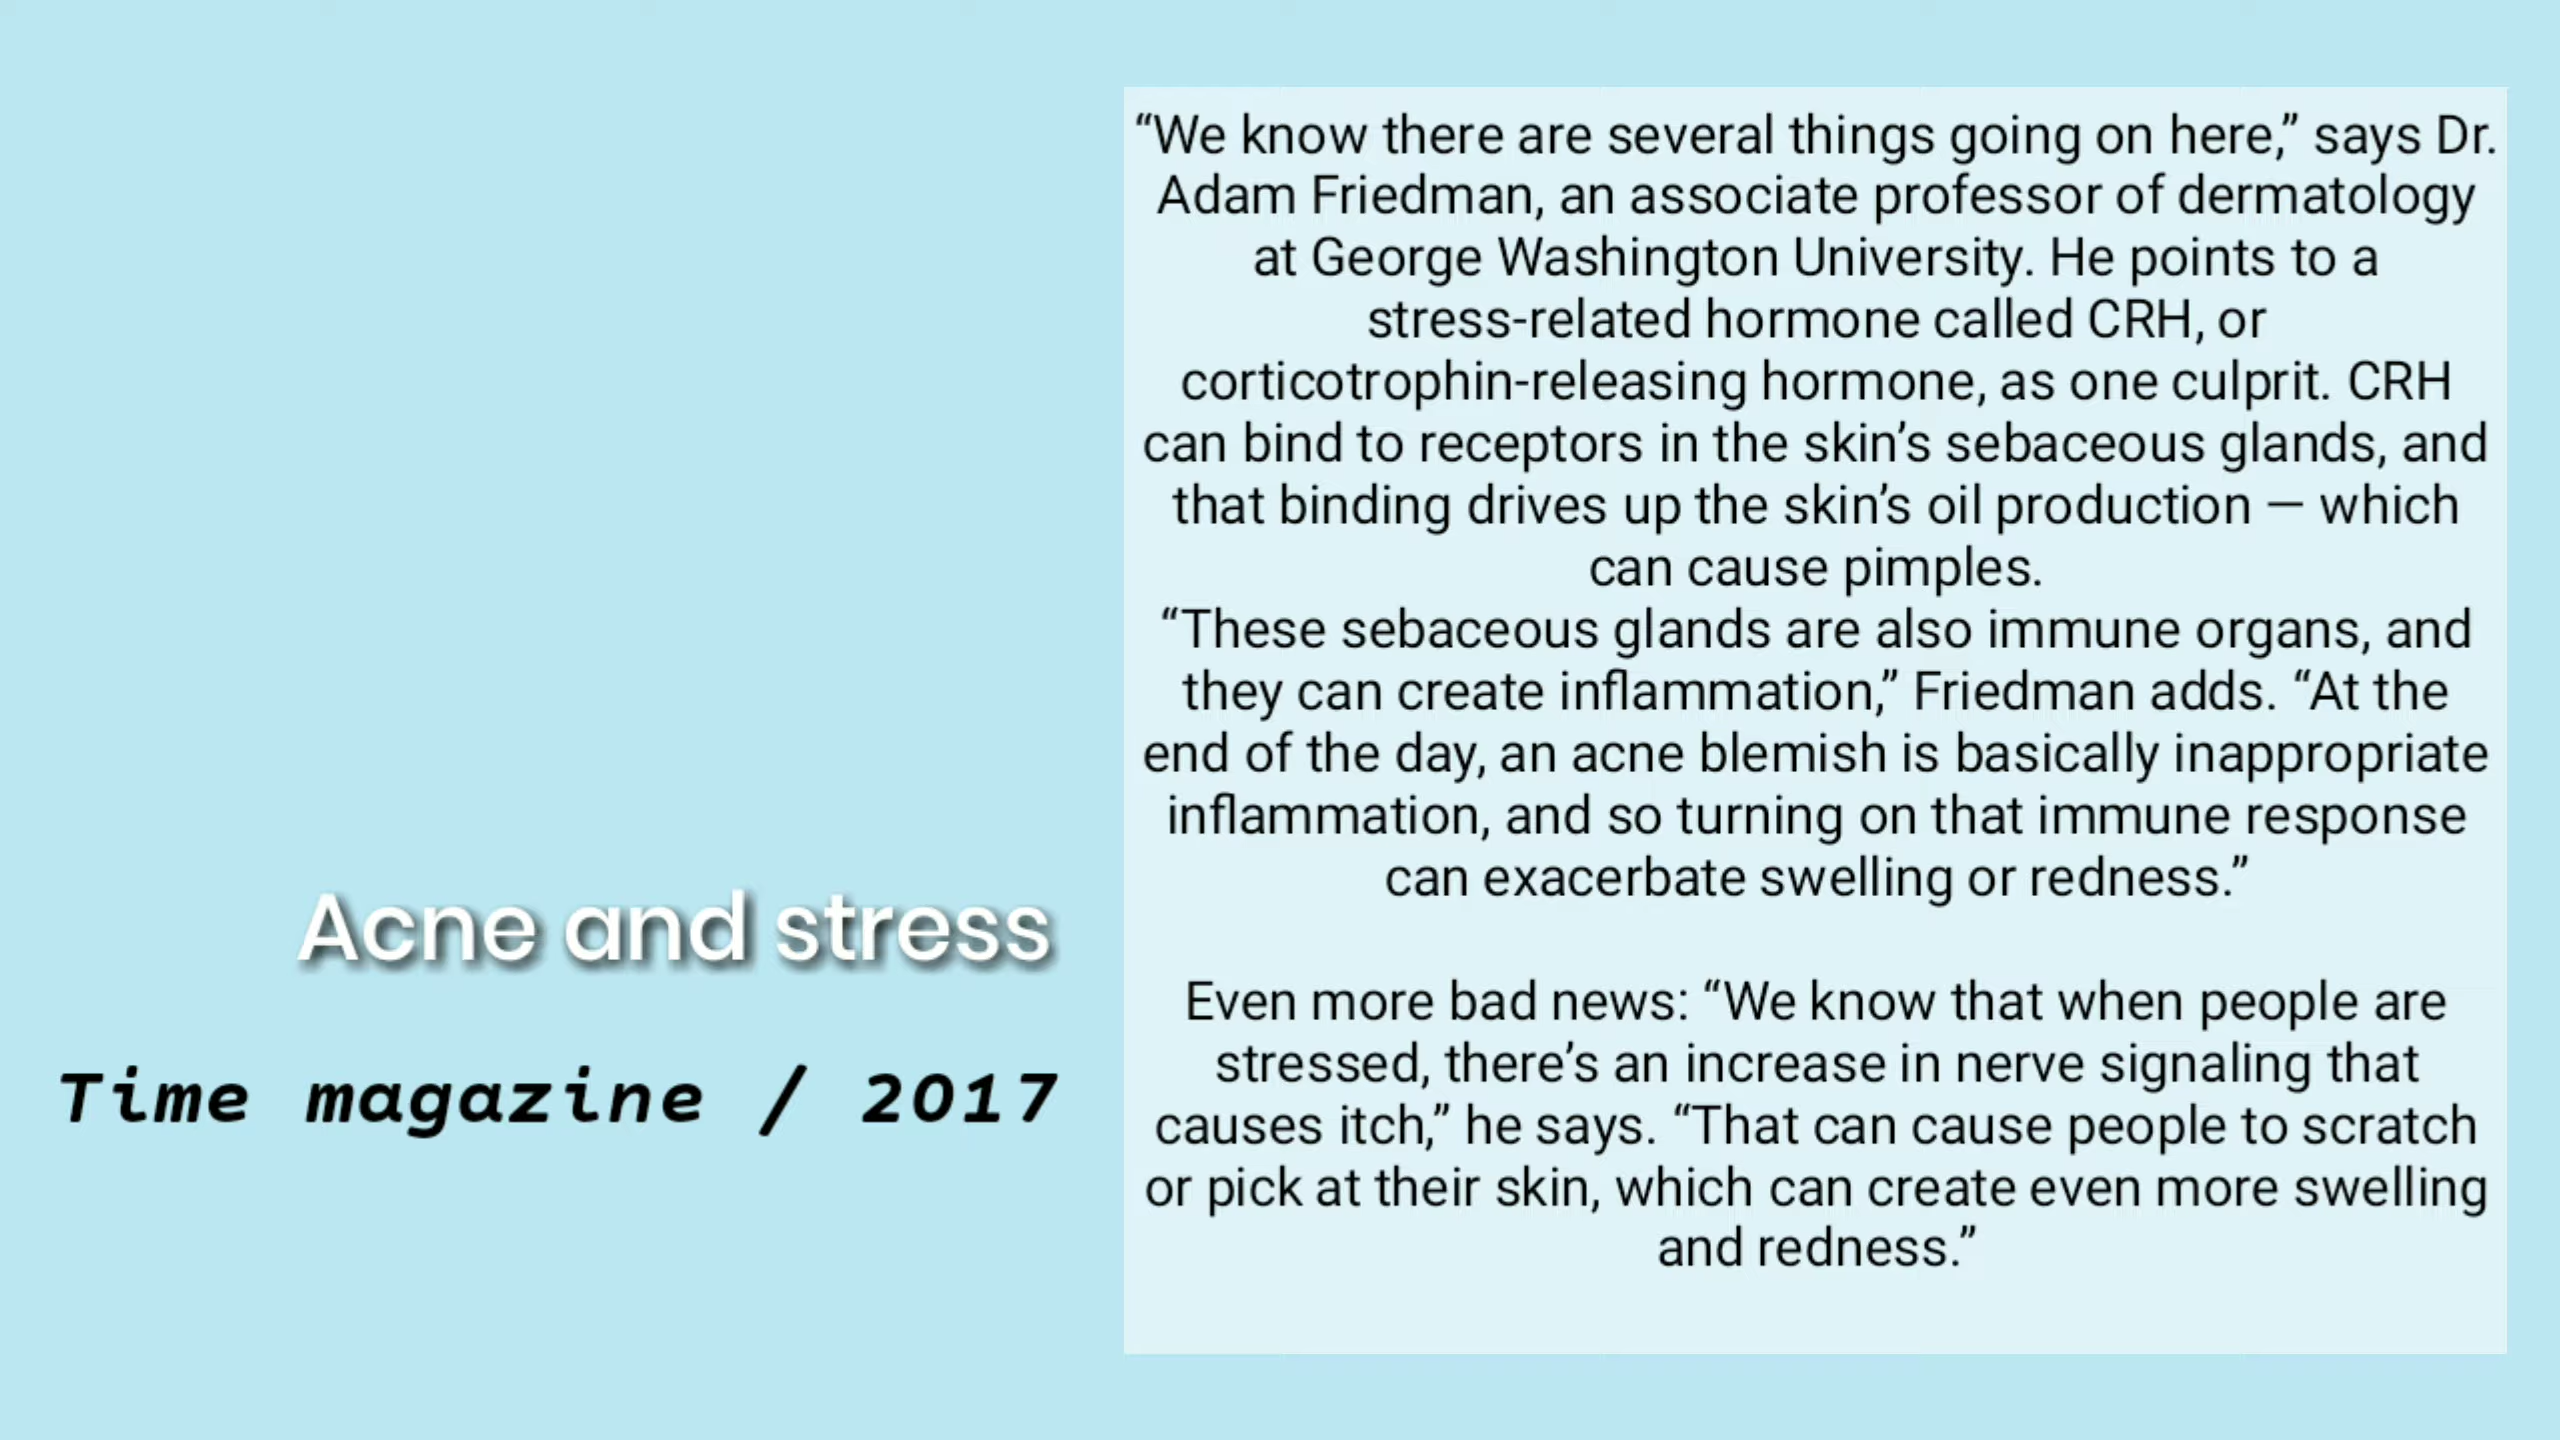 Acne and stress
Time magazine / 2017
“We know there are several things going on here,” says Dr.
Adam Friedman, an associate professor of dermatology
at George Washington University. He points to a
stress-related hormone called CRH, or
corticotrophin-releasing hormone, as one culprit. CRH
can bind to receptors in the skin’s sebaceous glands, and
that binding drives up the skin’s oil production — which
can cause pimples.
“These sebaceous glands are also immune organs, and
they can create inflammation,” Friedman adds. “At the
end of the day, an acne blemish is basically inappropriate
inflammation, and so turning on that immune response
can exacerbate swelling or redness.”
Even more bad news: “We know that when people are
stressed, there’s an increase in nerve signaling that
causes itch,” he says. “That can cause people to scratch
or pick at their skin, which can create even more swelling
and redness.”